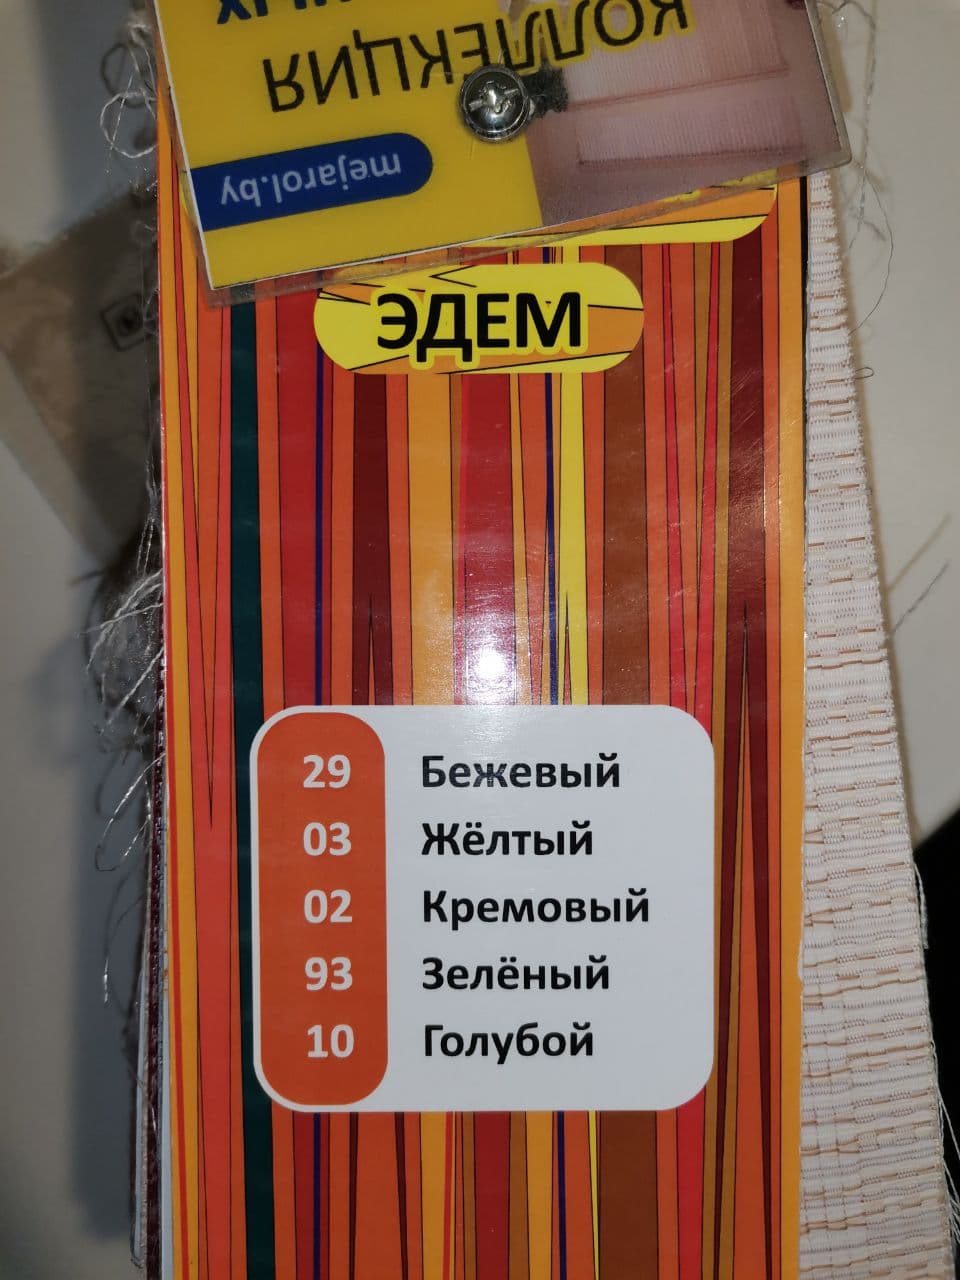 КОЛЛЕКЦИЯ
mejarol.by
ЭДЕМ
29 Бежевый
03 Жёлтый
02 Кремовый
93 Зелёный
10 Голубой